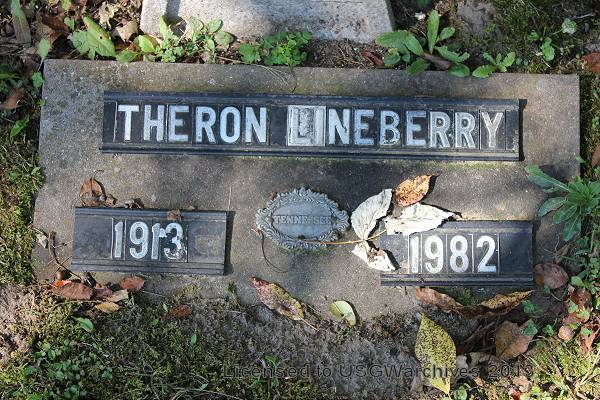 THERON LINEBERRY
1913
TENNESSEE
1982
Licensed to USGWarchives 2013